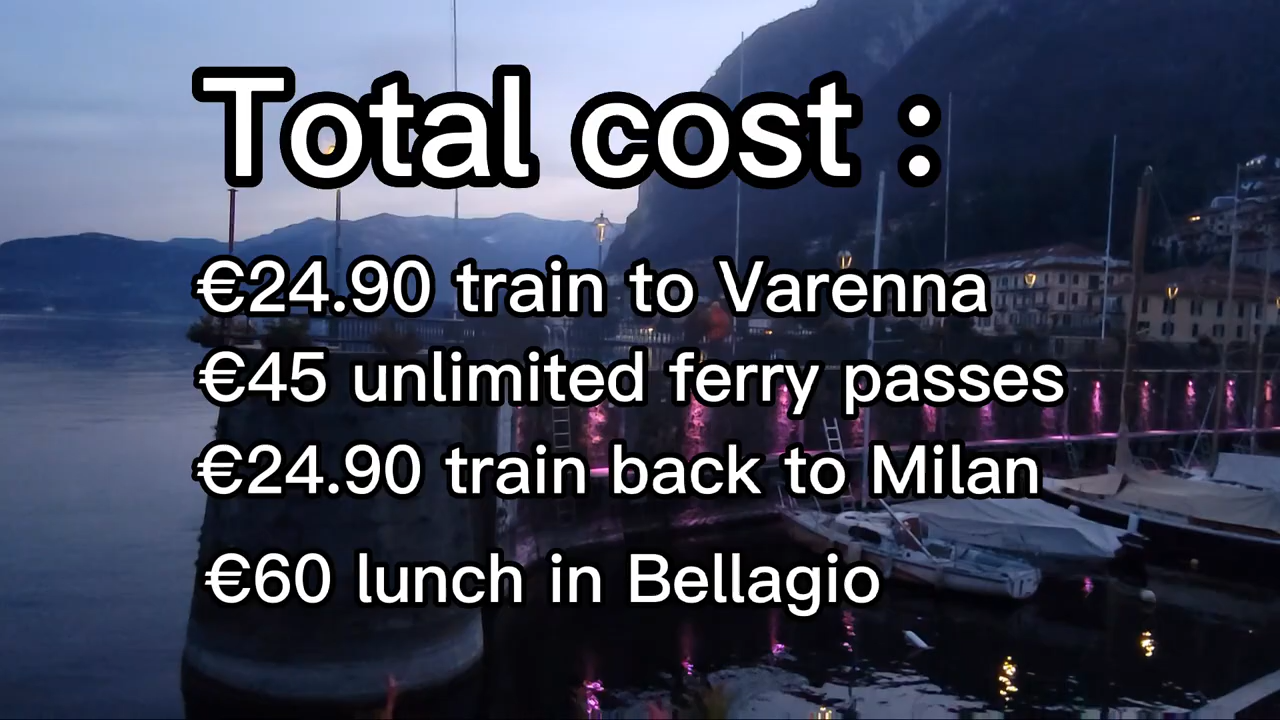 Total cost :
€24.90 train to Varenna
€45 unlimited ferry passes
€24.90 train back to Milan
€60 lunch in Bellagio